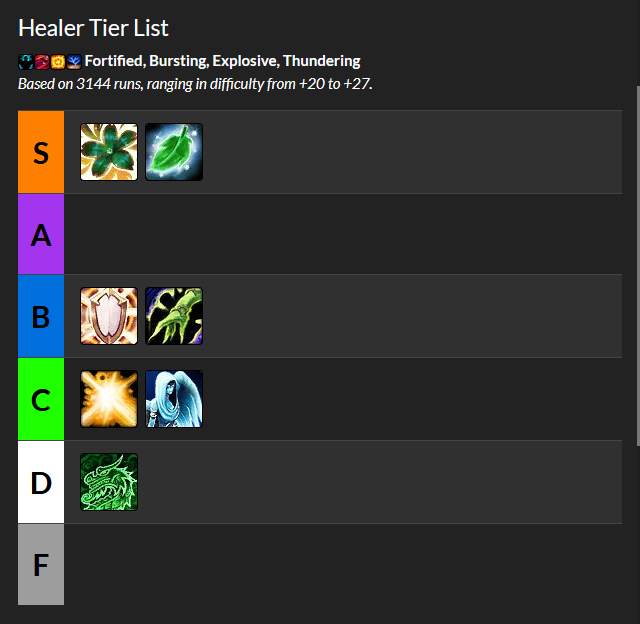 Healer Tier List
Fortified, Bursting, Explosive, Thundering
Based on 3144 runs, ranging in difficulty from +20 to +27.
S
A
B
C
D
F